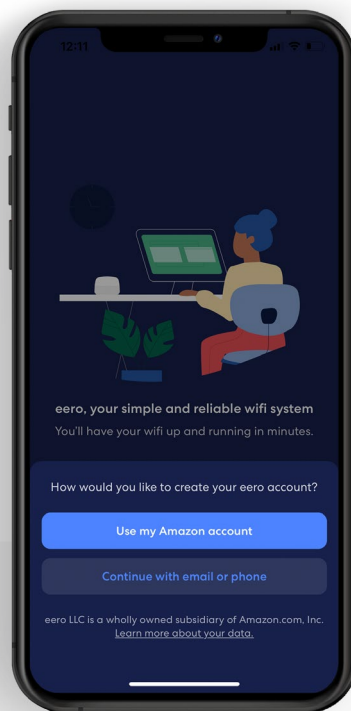 12:11
eero, your simple and reliable wifi system
You'll have your wifi up and running in minutes.
How would you like to create your eero account?
Use my Amazon account
Continue with email or phone
eero LLC is a wholly owned subsidiary of Amazon.com, Inc.
Learn more about your data.